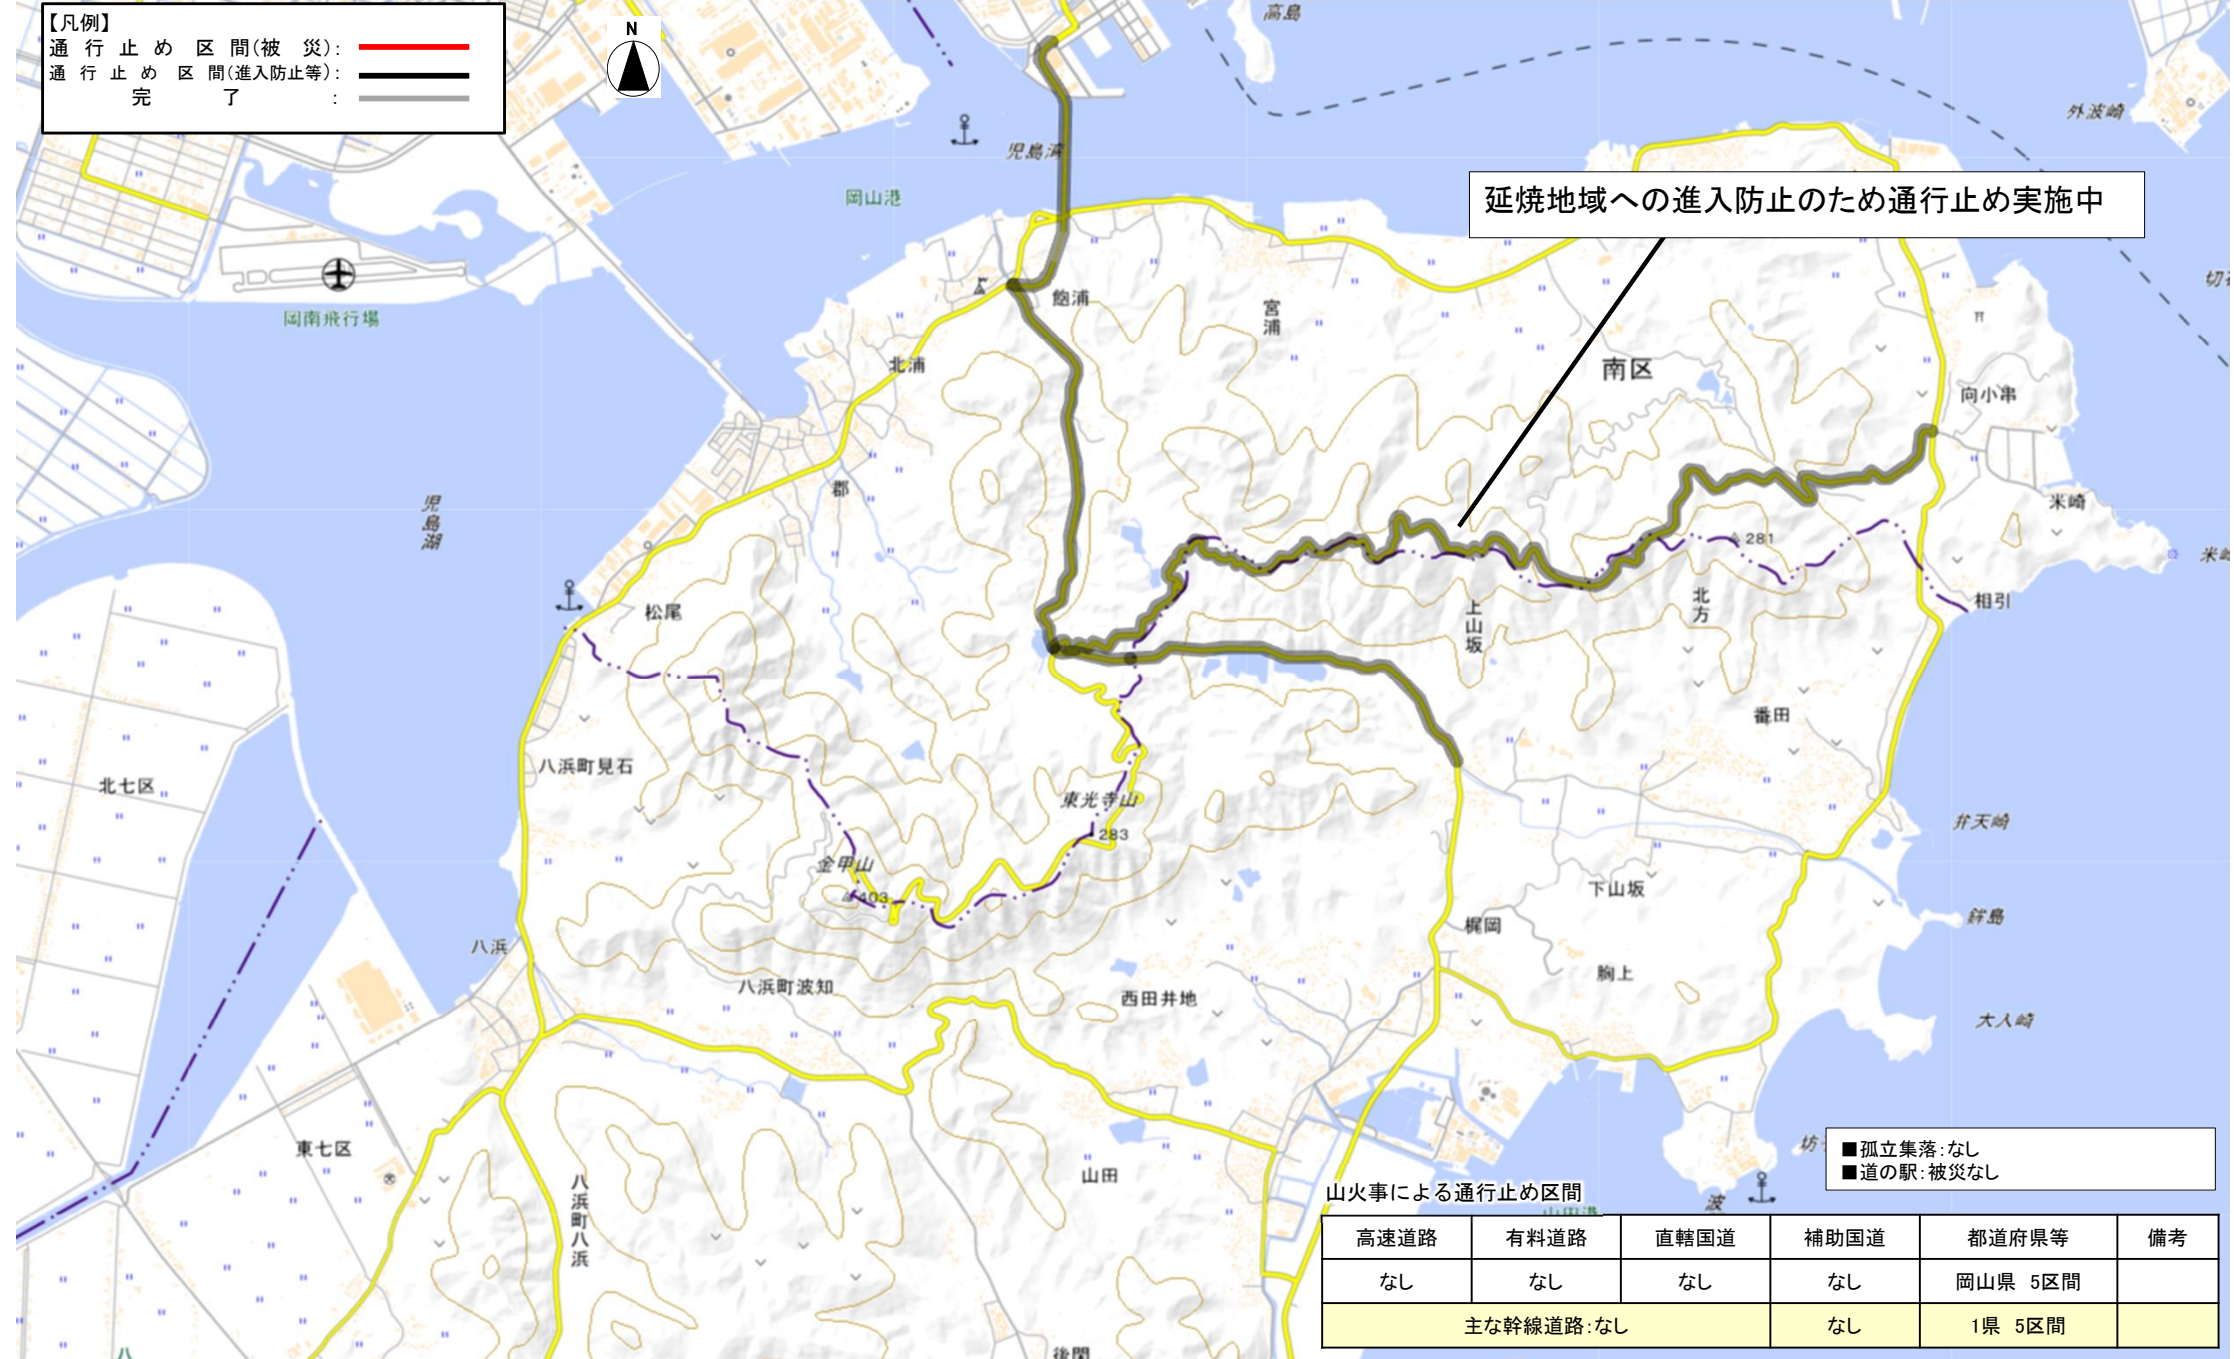 【凡例】
通行止め区間(被災):
通行止め区間(進入防止等):
完了:
N
高島
外波崎
児島湾
岡山港
延焼地域への進入防止のため通行止め実施中
岡南飛行場
飽浦
宮浦
北浦
南区
向小串
郡
児島湖
米崎
281
松尾
上山坂
北方
相引
番田
八浜町見石
北七区
東光寺山
283
弁天崎
金甲山
403
下山坂
鉾島
梶岡
八浜
胸上
八浜町波知
西田井地
大入崎
東七区
山田
八浜町八浜
■孤立集落:なし
■道の駅:被災なし
波
山火事による通行止め区間
高速道路 有料道路 直轄国道 補助国道 都道府県等 備考
なし なし なし なし 岡山県 5区間
主な幹線道路:なし なし 1県 5区間
後閑